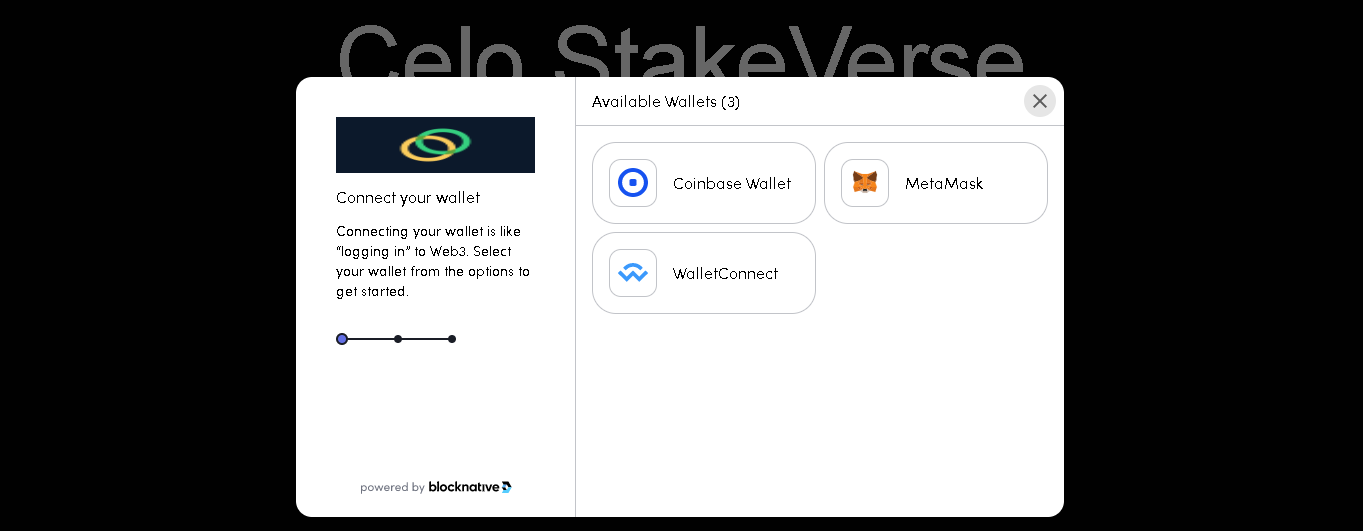 Celo StakeVerse
Available Wallets (3)
Connect your wallet
Connecting your wallet is like
“logging in” to Web3. Select
your wallet from the options to
get started.
Coinbase Wallet
MetaMask
WalletConnect
powered by blocknative